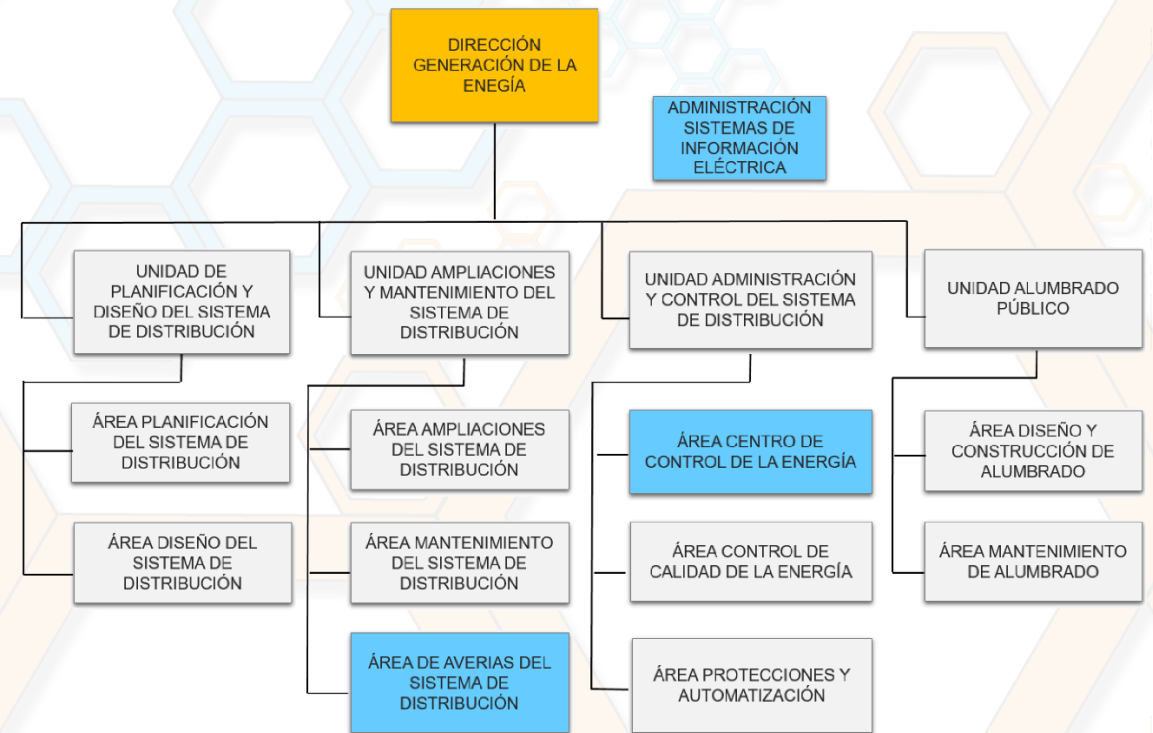 DIRECCIÓN
GENERACIÓN DE LA
ENEGÍA
ADMINISTRACIÓN
SISTEMAS DE
INFORMACIÓN
ELÉCTRICA
UNIDAD DE
PLANIFICACIÓN Y
DISEÑO DEL SISTEMA
DE DISTRIBUCIÓN
UNIDAD AMPLIACIONES
Y MANTENIMIENTO DEL
SISTEMA DE
DISTRIBUCIÓN
UNIDAD ADMINISTRACIÓN
Y CONTROL DEL SISTEMA
DE DISTRIBUCIÓN
UNIDAD ALUMBRADO
PÚBLICO
ÁREA PLANIFICACIÓN
DEL SISTEMA DE
DISTRIBUCIÓN
ÁREA AMPLIACIONES
DEL SISTEMA DE
DISTRIBUCIÓN
ÁREA CENTRO DE
CONTROL DE LA ENERGÍA
ÁREA DISEÑO Y
CONSTRUCCIÓN DE
ALUMBRADO
ÁREA DISEÑO DEL
SISTEMA DE
DISTRIBUCIÓN
ÁREA MANTENIMIENTO
DEL SISTEMA DE
DISTRIBUCIÓN
ÁREA CONTROL DE
CALIDAD DE LA ENERGÍA
ÁREA MANTENIMIENTO
DE ALUMBRADO
ÁREA DE AVERIAS DEL
SISTEMA DE
DISTRIBUCIÓN
ÁREA PROTECCIONES Y
AUTOMATIZACIÓN